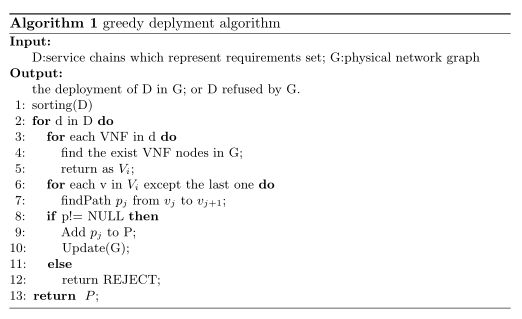 Algorithm 1 greedy deplyment algorithm
Input:
D:service chains which represent requirements set; G:physical network graph
Output:
the deployment of D in G; or D refused by G.
1: sorting(D)
2: for d in D do
3: for each VNF in d do
4: find the exist VNF nodes in G;
5: return as V_i;
6: for each v in V_i except the last one do
7: findPath p_j from v_j to v_{j+1};
8: if p!= NULL then
9: Add p_j to P;
10: Update(G);
11: else
12: return REJECT;
13: return P;